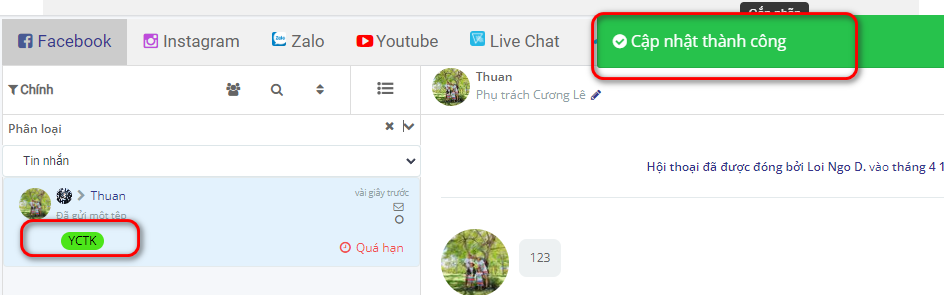 Gắn nhãn
Facebook Instagram Zalo Youtube Live Chat Cập nhật thành công
Chính
Thuan
Phụ trách Cương Lê
Phân loại
Tin nhắn
Hội thoại đã được đóng bởi Loi Ngo D. vào tháng 4 1
Thuan vài giây trước
Đã gửi một tệp
YCTK
Quá hạn
123